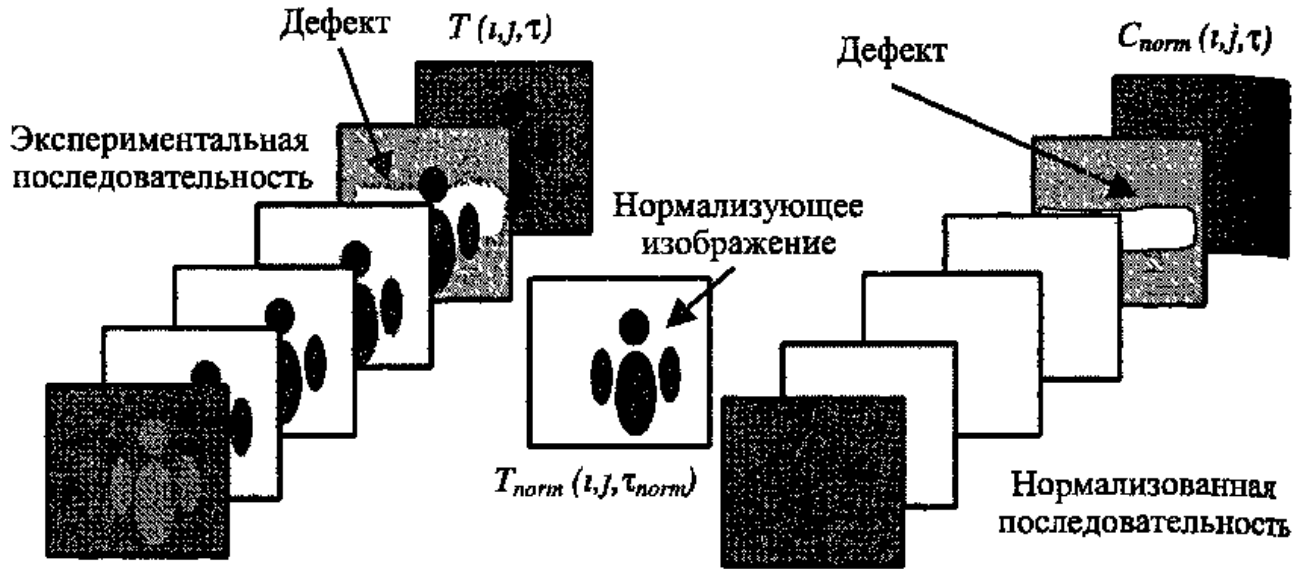 Дефект
T (i,j,τ)
Экспериментальная
последовательность
Нормализующее
изображение
T_norm (i,j,τ_norm)
Дефект
C_norm (i,j,τ)
Нормализованная
последовательность